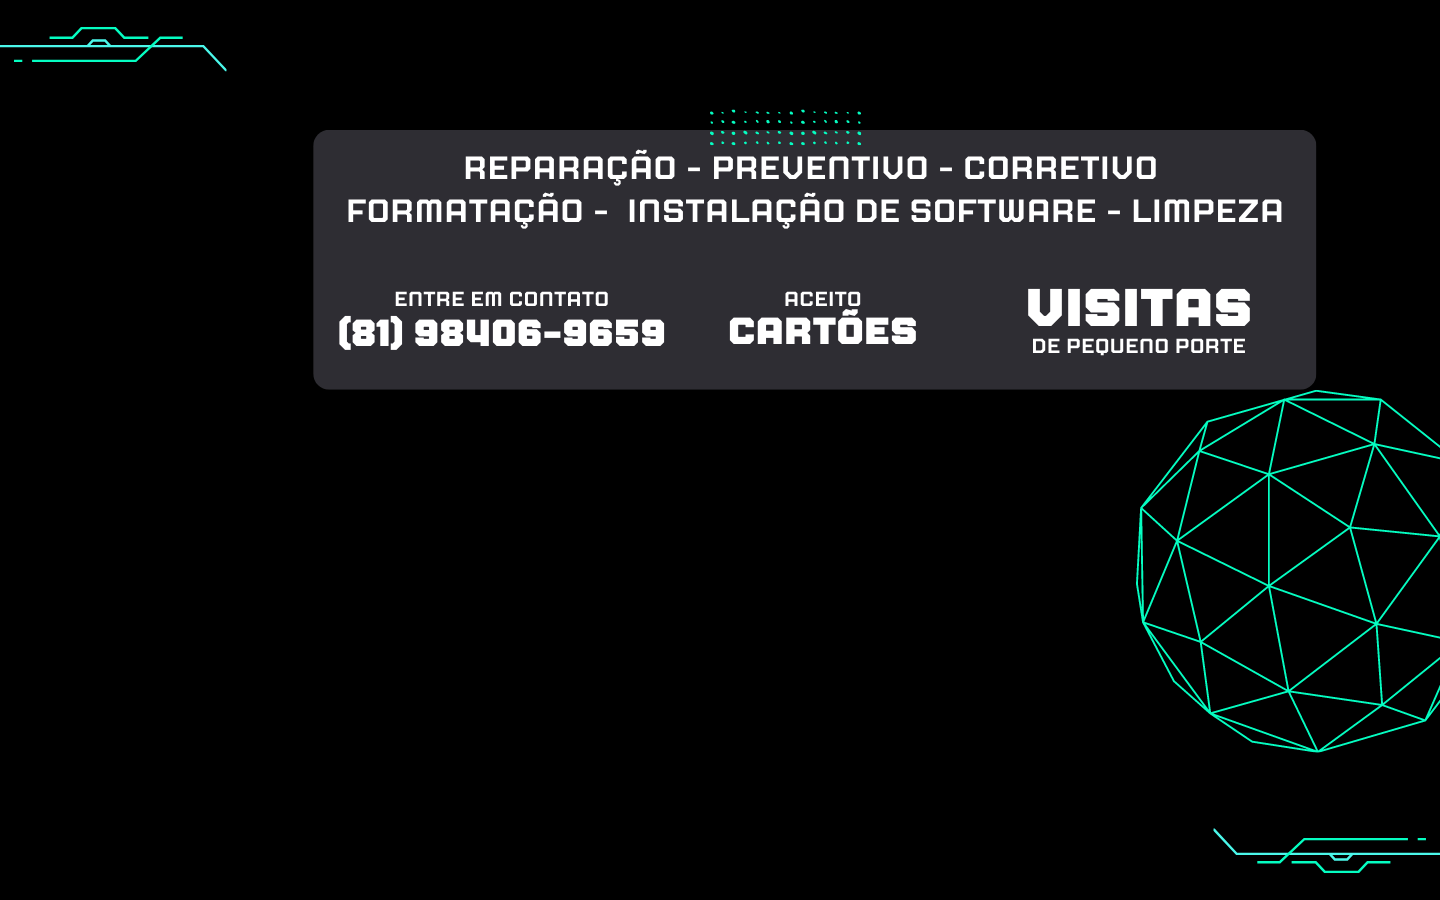 REPARAÇÃO - PREVENTIVO - CORRETIVO
FORMATAÇÃO - INSTALAÇÃO DE SOFTWARE - LIMPEZA
ENTRE EM CONTATO
(81) 98406-9659
ACEITO
CARTÕES
VISITAS
DE PEQUENO PORTE